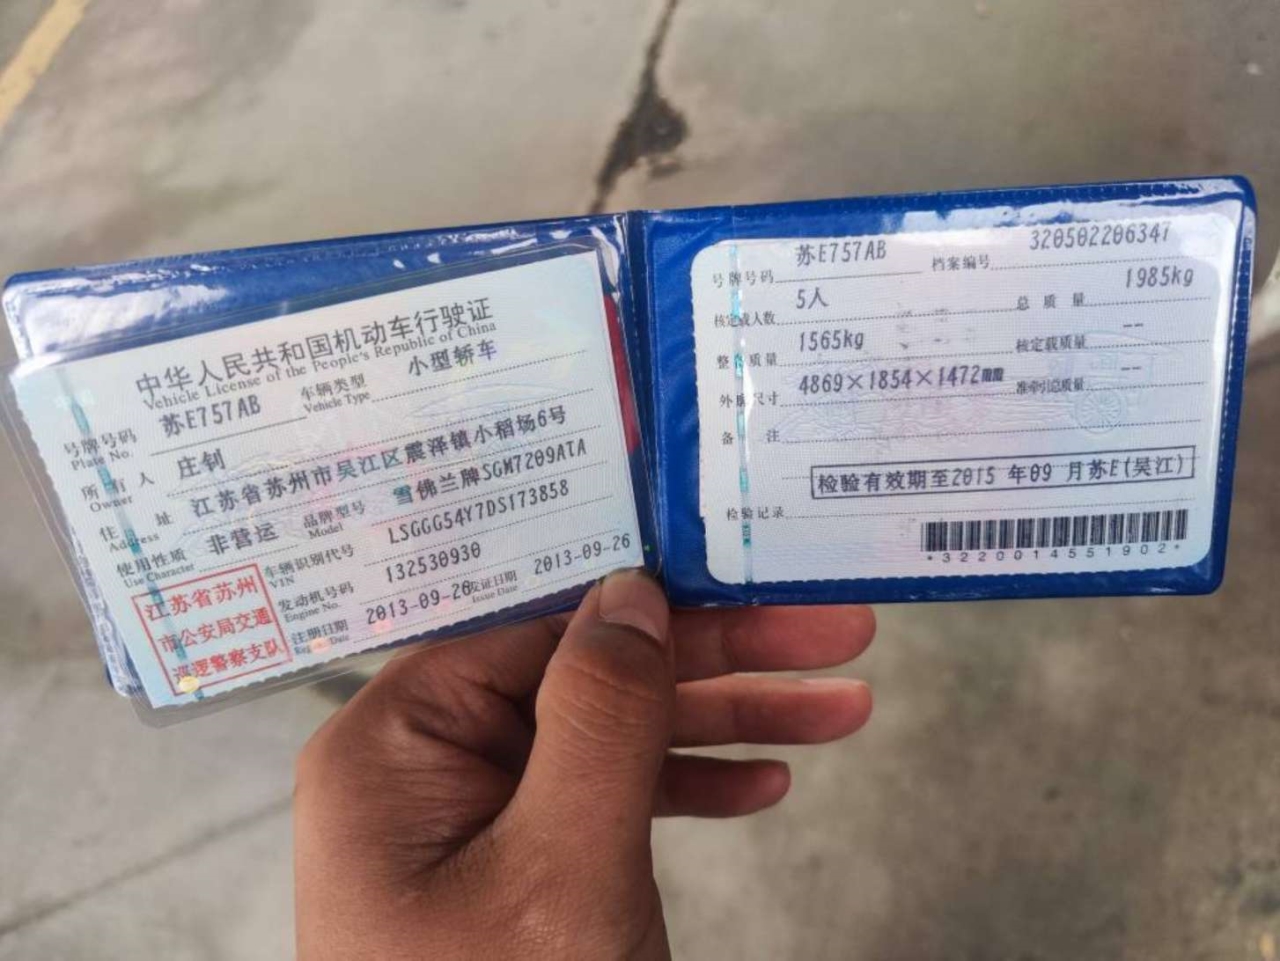 中华人民共和国机动车行驶证
Vehicle License of the People's Republic of China
号牌号码 苏E757AB 车辆类型 小型轿车
Plate No. Vehicle Type
所有人 庄钊
Owner
住址 江苏省苏州市吴江区震泽镇小稻场6号
Address
使用性质 非营运 品牌型号 雪佛兰牌SGM7209ATA
Use Character Model
车辆识别代号 LSGGG54Y7DS173858
VIN
发动机号码 132530930
Engine No.
注册日期 2013-09-26 发证日期 2013-09-26
Date Issue Date
江苏省苏州
市公安局交通
巡逻警察支队
号牌号码 苏E757AB 档案编号 320502206347
核定载人数 5人 总质量 1985kg
整备质量 1565kg 核定载质量 --
外廓尺寸 4869×1854×1472mm 准牵引总质量 --
备注
检验有效期至2015年09月苏E(吴江)
检验记录
*3220014551902*